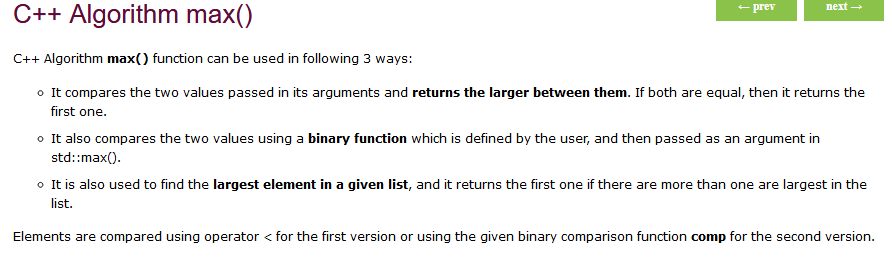 C++ Algorithm max()
← prev
next →
C++ Algorithm max() function can be used in following 3 ways:
It compares the two values passed in its arguments and returns the larger between them. If both are equal, then it returns the
first one.
It also compares the two values using a binary function which is defined by the user, and then passed as an argument in
std::max().
It is also used to find the largest element in a given list, and it returns the first one if there are more than one are largest in the
list.
Elements are compared using operator < for the first version or using the given binary comparison function comp for the second version.